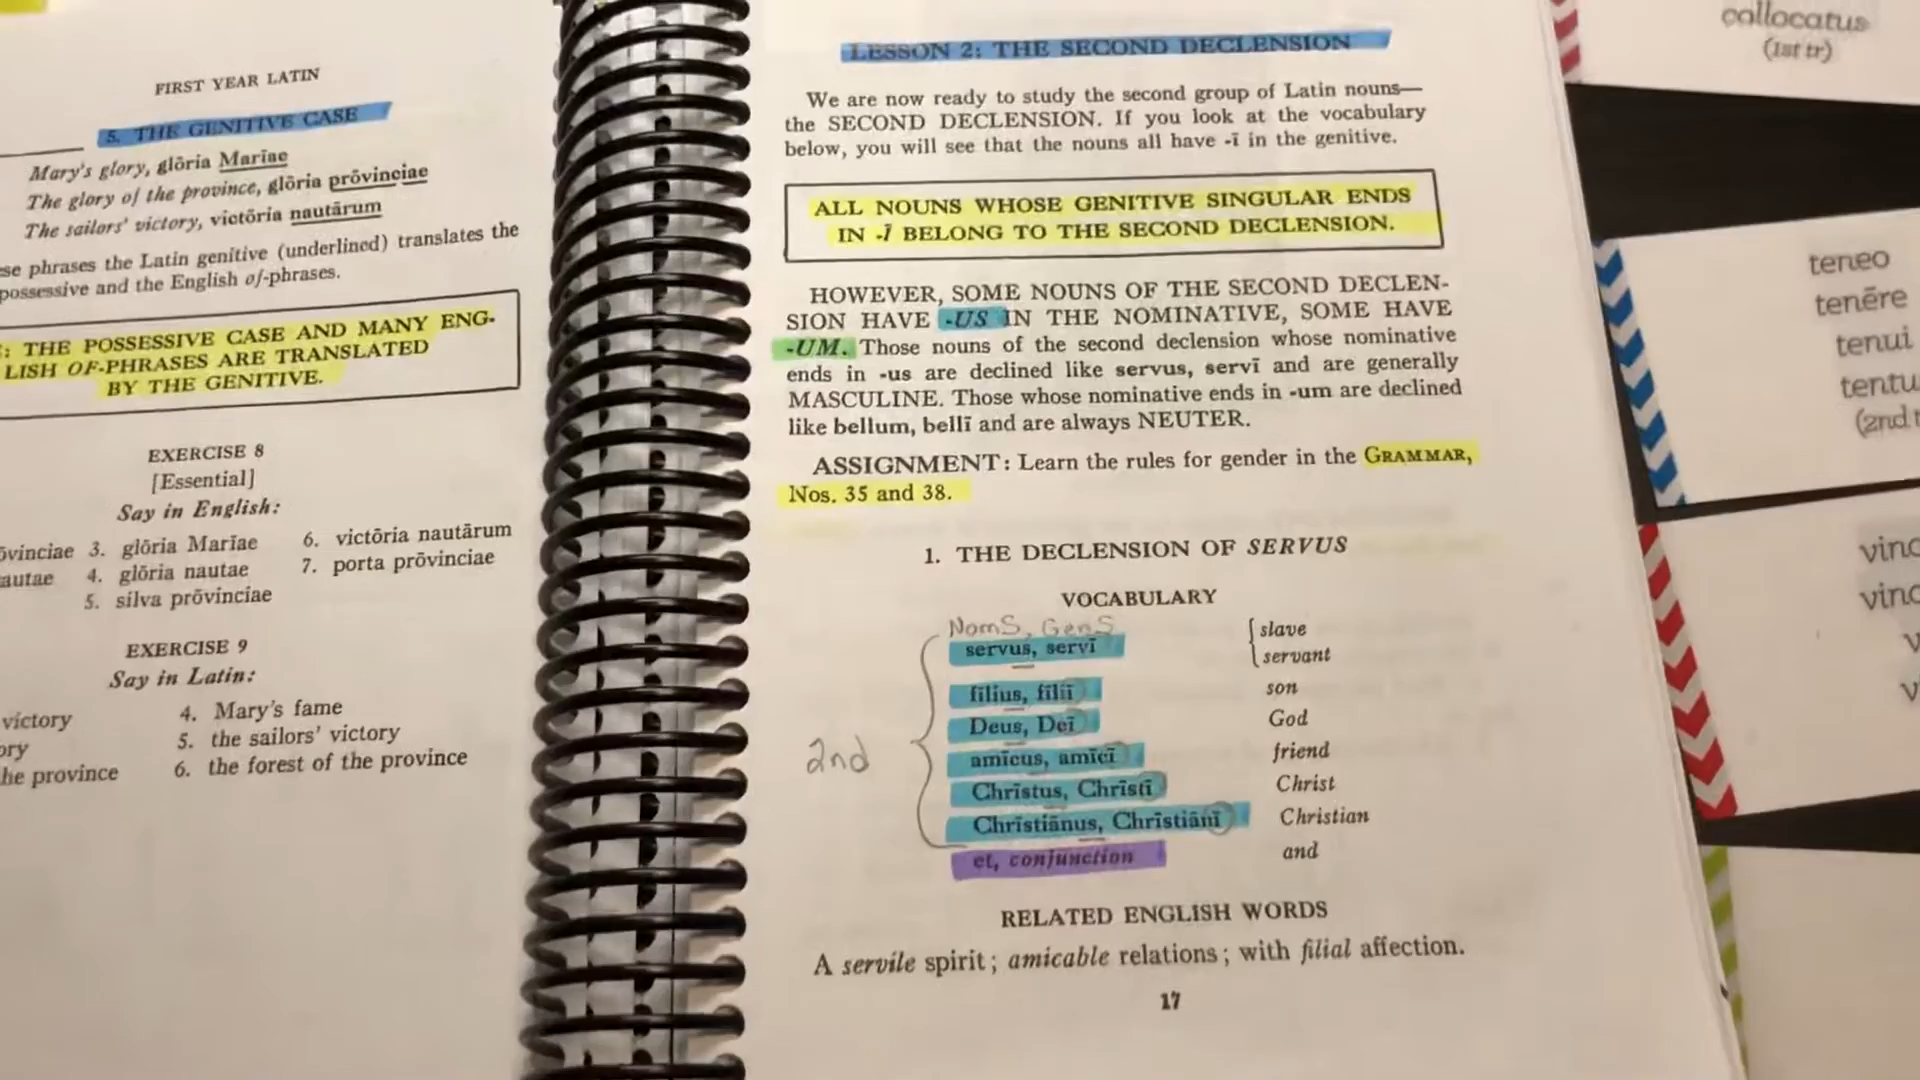 FIRST YEAR LATIN
5. THE GENITIVE CASE
Mary's glory, glōria Marīae
The glory of the province, glōria prōvinciae
The sailors' victory, victōria nautārum
phrases the Latin genitive (underlined) translates the
possessive and the English of-phrases.
: THE POSSESSIVE CASE AND MANY ENG-
LISH OF-PHRASES ARE TRANSLATED
BY THE GENITIVE.
EXERCISE 8
[Essential]
Say in English:
3. glōria Marīae 6. victōria nautārum
4. glōria nautae 7. porta prōvinciae
5. silva prōvinciae
EXERCISE 9
Say in Latin:
victory 4. Mary's fame
5. the sailors' victory
province 6. the forest of the province
LESSON 2: THE SECOND DECLENSION
We are now ready to study the second group of Latin nouns—
the SECOND DECLENSION. If you look at the vocabulary
below, you will see that the nouns all have -ī in the genitive.
ALL NOUNS WHOSE GENITIVE SINGULAR ENDS
IN -Ī BELONG TO THE SECOND DECLENSION.
HOWEVER, SOME NOUNS OF THE SECOND DECLEN-
SION HAVE -US IN THE NOMINATIVE, SOME HAVE
-UM. Those nouns of the second declension whose nominative
ends in -us are declined like servus, servī and are generally
MASCULINE. Those whose nominative ends in -um are declined
like bellum, bellī and are always NEUTER.
ASSIGNMENT: Learn the rules for gender in the GRAMMAR,
Nos. 35 and 38.
1. THE DECLENSION OF SERVUS
VOCABULARY
NomS, GenS
servus, servī slave
servant
fīlius, fīliī son
Deus, Deī God
2nd
amīcus, amīcī friend
Chrīstus, Chrīstī Christ
Chrīstiānus, Chrīstiānī Christian
et, conjunction and
RELATED ENGLISH WORDS
A servile spirit; amicable relations; with filial affection.
17
collocatus
(1st tr)
teneo
tenēre
tenui